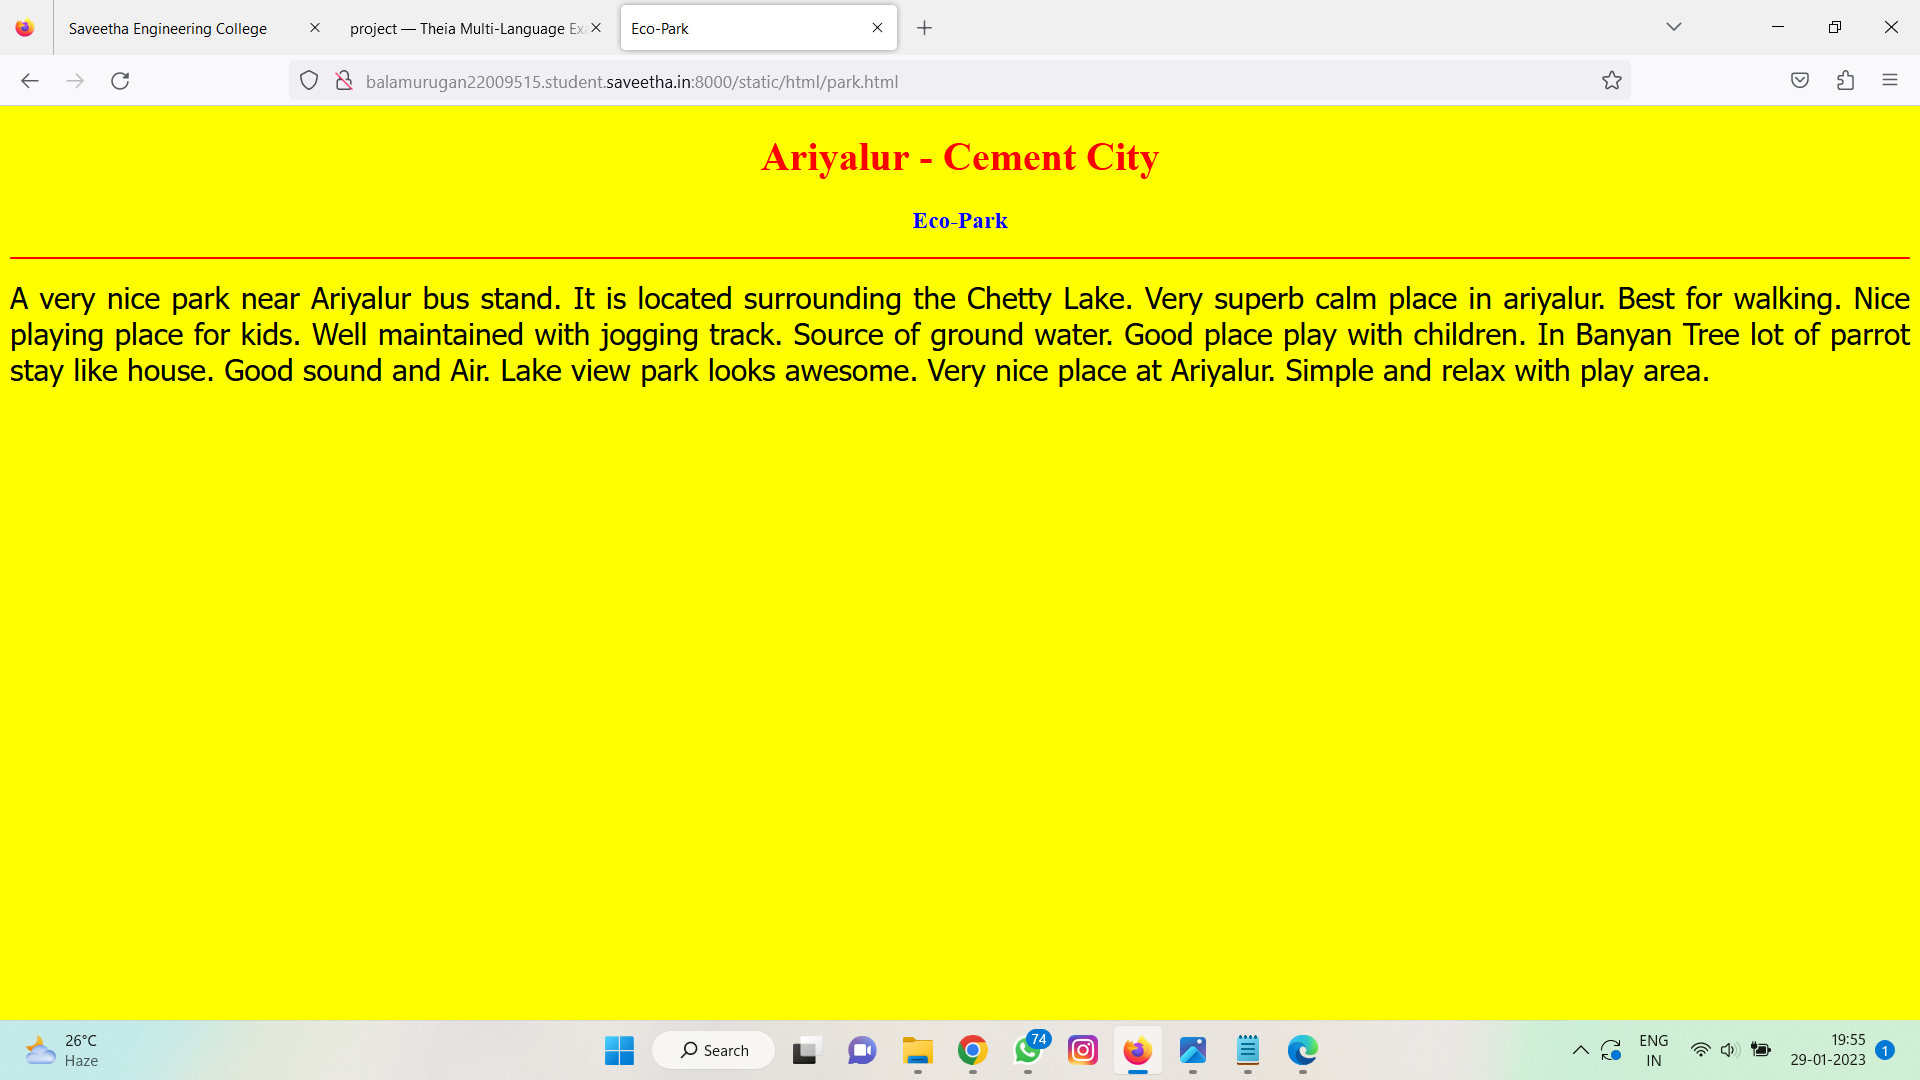 Saveetha Engineering College
project — Theia Multi-Language
Eco-Park
balamurugan22009515.student.saveetha.in:8000/static/html/park.html
Ariyalur - Cement City
Eco-Park
A very nice park near Ariyalur bus stand. It is located surrounding the Chetty Lake. Very superb calm place in ariyalur. Best for walking. Nice
playing place for kids. Well maintained with jogging track. Source of ground water. Good place play with children. In Banyan Tree lot of parrot
stay like house. Good sound and Air. Lake view park looks awesome. Very nice place at Ariyalur. Simple and relax with play area.
26°C
Haze
Search
74
ENG
IN
19:55
29-01-2023
1